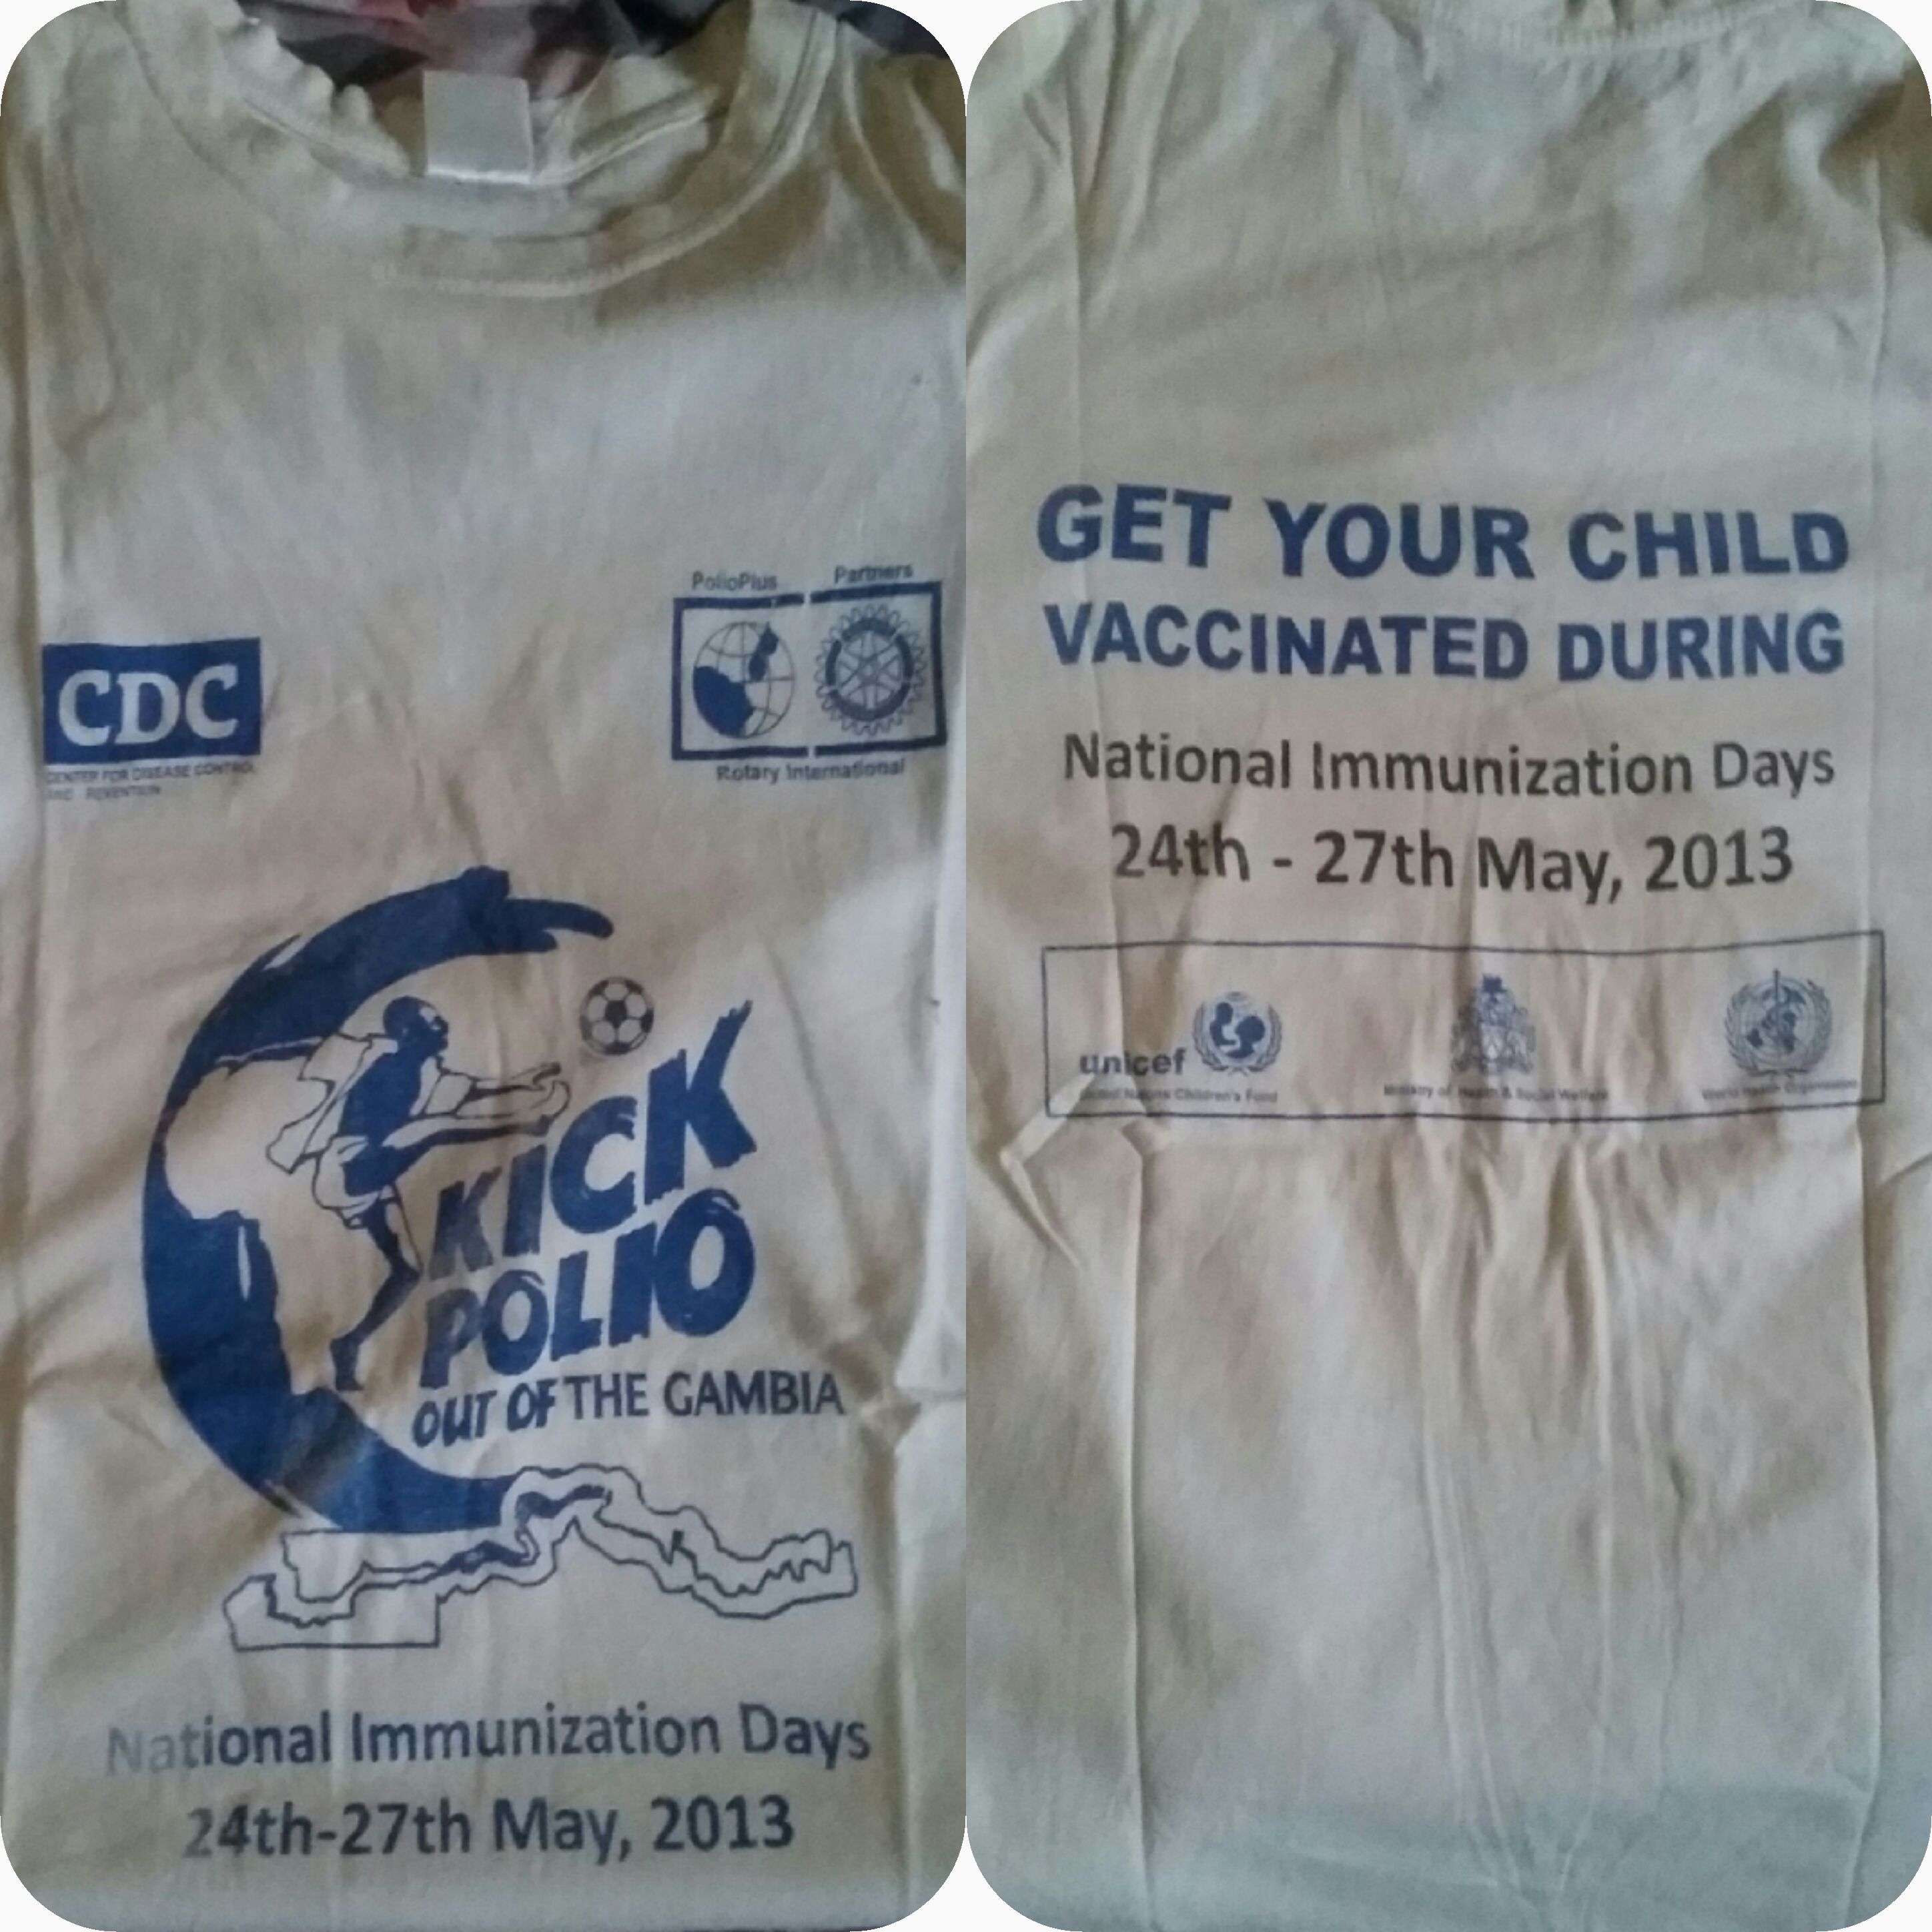 PolioPlus Partners
CDC
CENTER FOR DISEASE CONTROL
AND REVENTION
Rotary International
KICK
POLIO
OUT OF THE GAMBIA
National Immunization Days
24th-27th May, 2013
GET YOUR CHILD
VACCINATED DURING
National Immunization Days
24th - 27th May, 2013
unicef
United Nations Children's Fund
Ministry of Health & Social Welfare
World Health Organization